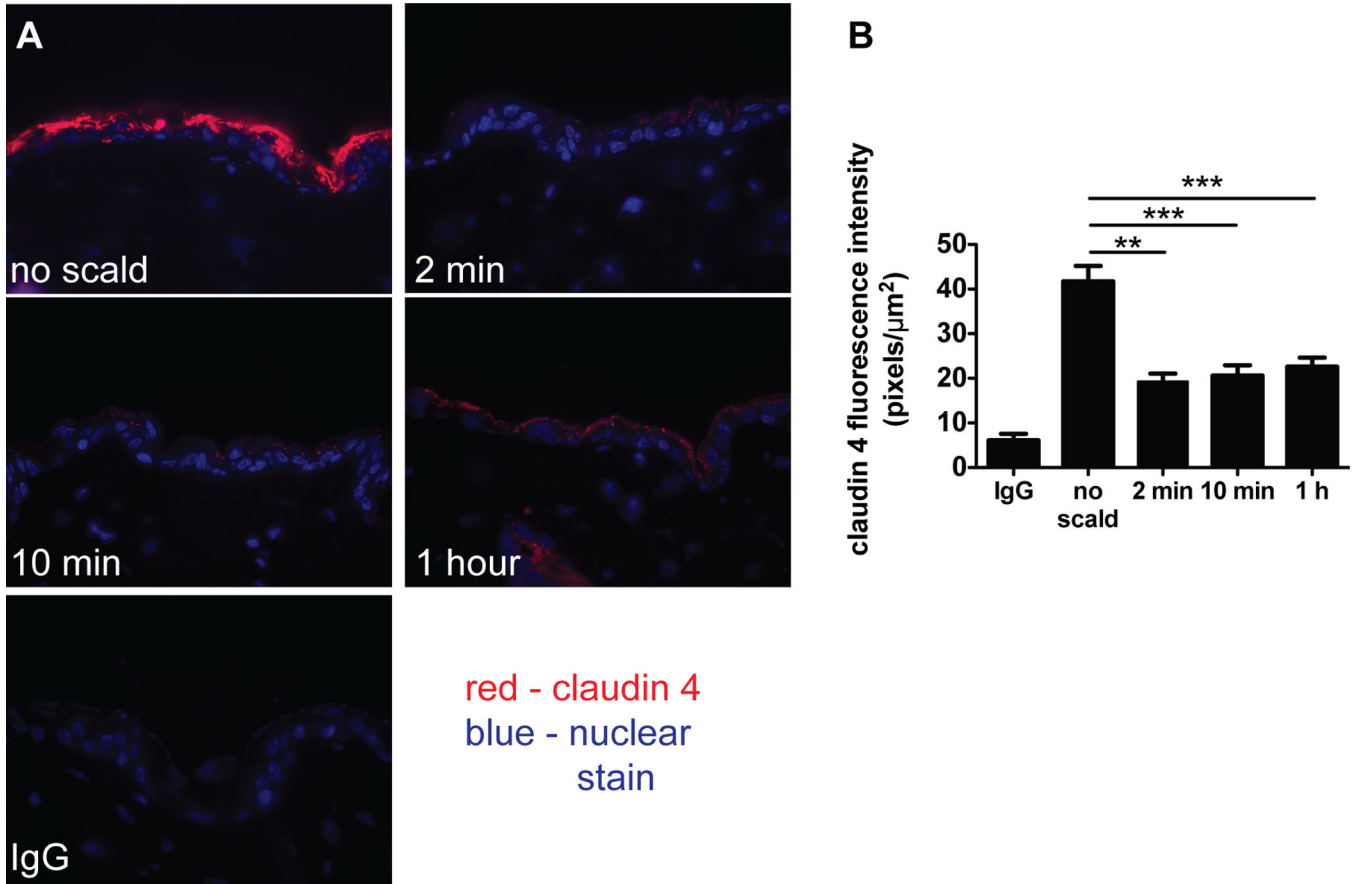 A
no scald
2 min
10 min
1 hour
IgG
red - claudin 4
blue - nuclear
stain
B
claudin 4 fluorescence intensity
(pixels/µm²)
***
***
**
50
40
30
20
10
0
IgG
no
scald
2 min
10 min
1 h